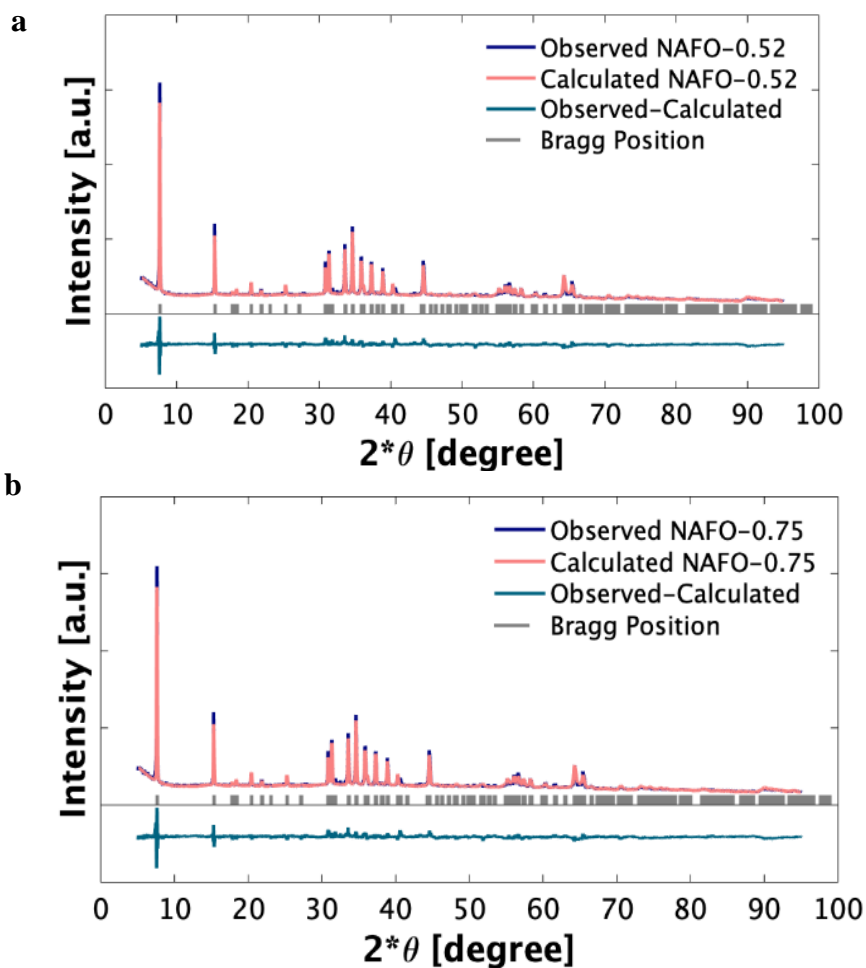 a
Observed NAFO-0.52
Calculated NAFO-0.52
Observed-Calculated
Bragg Position
Intensity [a.u.]
0 10 20 30 40 50 60 70 80 90 100
2*θ [degree]
b
Observed NAFO-0.75
Calculated NAFO-0.75
Observed-Calculated
Bragg Position
Intensity [a.u.]
0 10 20 30 40 50 60 70 80 90 100
2*θ [degree]